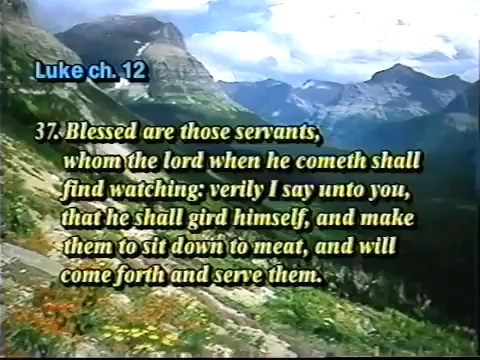 Luke ch. 12
37. Blessed are those servants,
whom the lord when he cometh shall
find watching: verily I say unto you,
that he shall gird himself, and make
them to sit down to meat, and will
come forth and serve them.